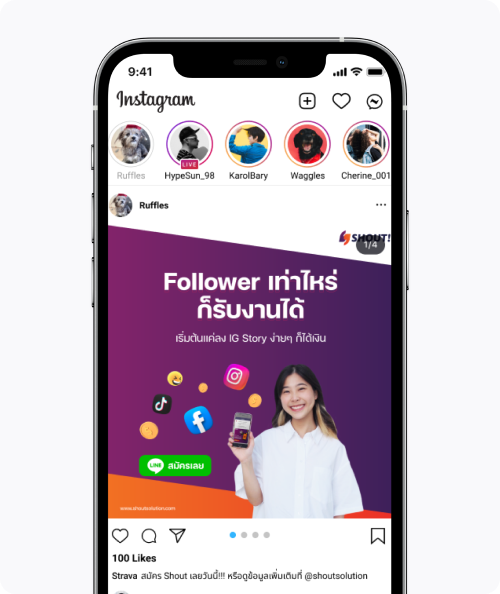 9:41
Instagram
LIVE
Ruffles HypeSun_98 KarolBary Waggles Cherine_001
Ruffles
SHOUT!
1/4
Follower เท่าไหร่
ก็รับงานได้
เริ่มต้นแค่ลง IG Story ง่ายๆ ก็ได้เงิน
LINE สมัครเลย
www.shoutsolution.com
100 Likes
Strava สมัคร Shout เลยวันนี้!!! หรือดูข้อมูลเพิ่มเติมที่ @shoutsolution